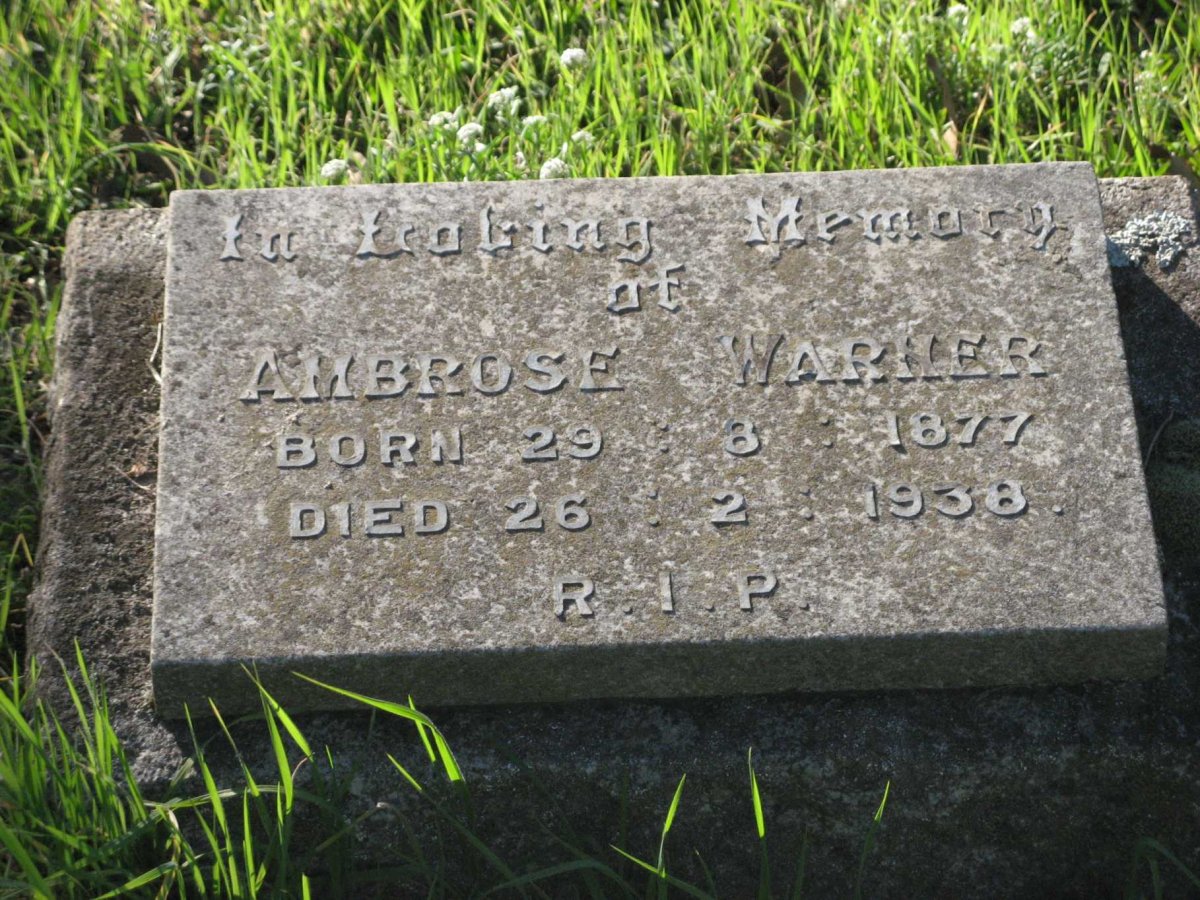 In Loving Memory
of
AMBROSE WARNER
BORN 29 : 8 : 1877
DIED 26 : 2 : 1938.
R.I.P.